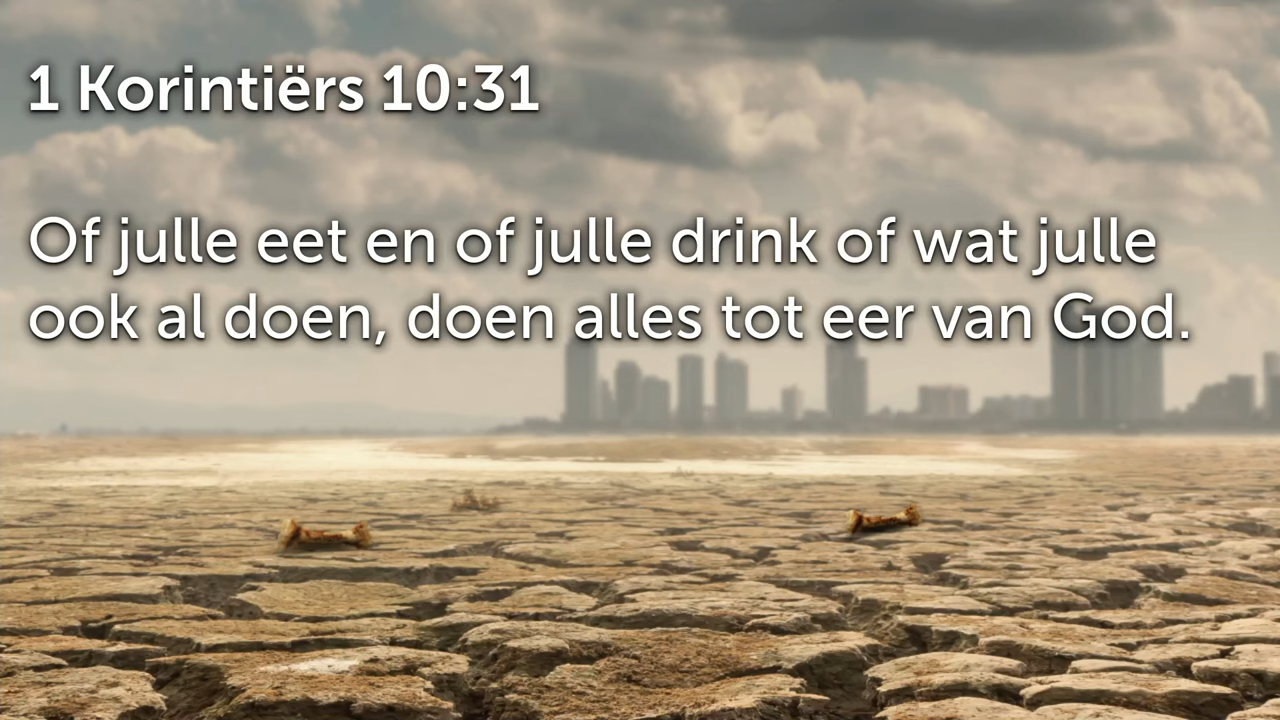 1 Korintiërs 10:31
Of julle eet en of julle drink of wat julle
ook al doen, doen alles tot eer van God.